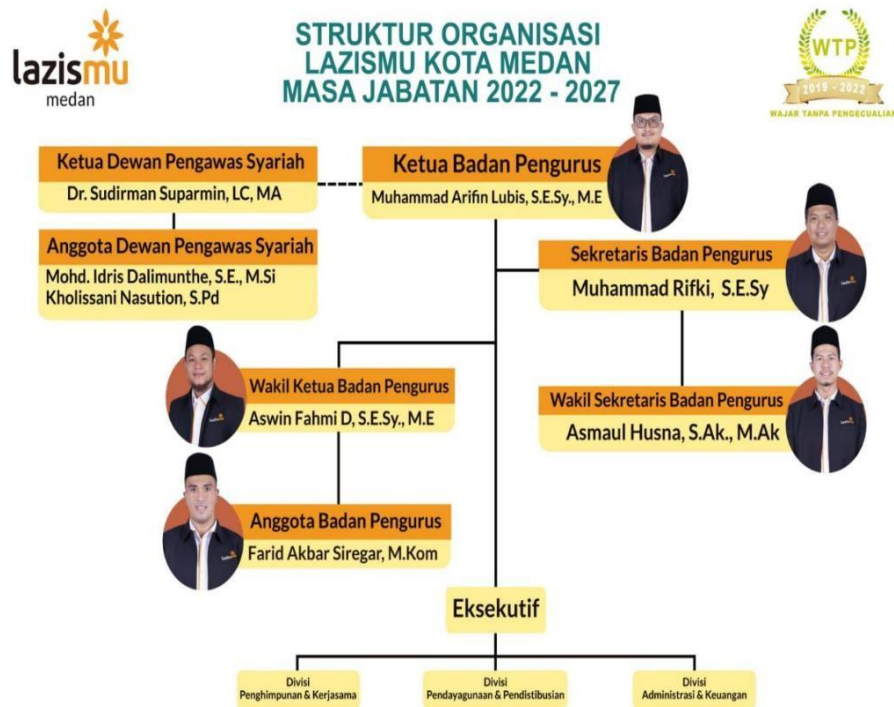 lazismu
medan
STRUKTUR ORGANISASI
LAZISMU KOTA MEDAN
MASA JABATAN 2022 - 2027
WTP
2019 - 2022
WAJAR TANPA PENGECUALIAN
Ketua Dewan Pengawas Syariah
Dr. Sudirman Suparmin, LC, MA
Ketua Badan Pengurus
Muhammad Arifin Lubis, S.E.Sy., M.E
Anggota Dewan Pengawas Syariah
Mohd. Idris Dalimunthe, S.E., M.Si
Kholissani Nasution, S.Pd
Sekretaris Badan Pengurus
Muhammad Rifki, S.E.Sy
Wakil Ketua Badan Pengurus
Aswin Fahmi D, S.E.Sy., M.E
Wakil Sekretaris Badan Pengurus
Asmaul Husna, S.Ak., M.Ak
Anggota Badan Pengurus
Farid Akbar Siregar, M.Kom
Eksekutif
Divisi
Penghimpunan & Kerjasama
Divisi
Pendayagunaan & Pendistibusian
Divisi
Administrasi & Keuangan